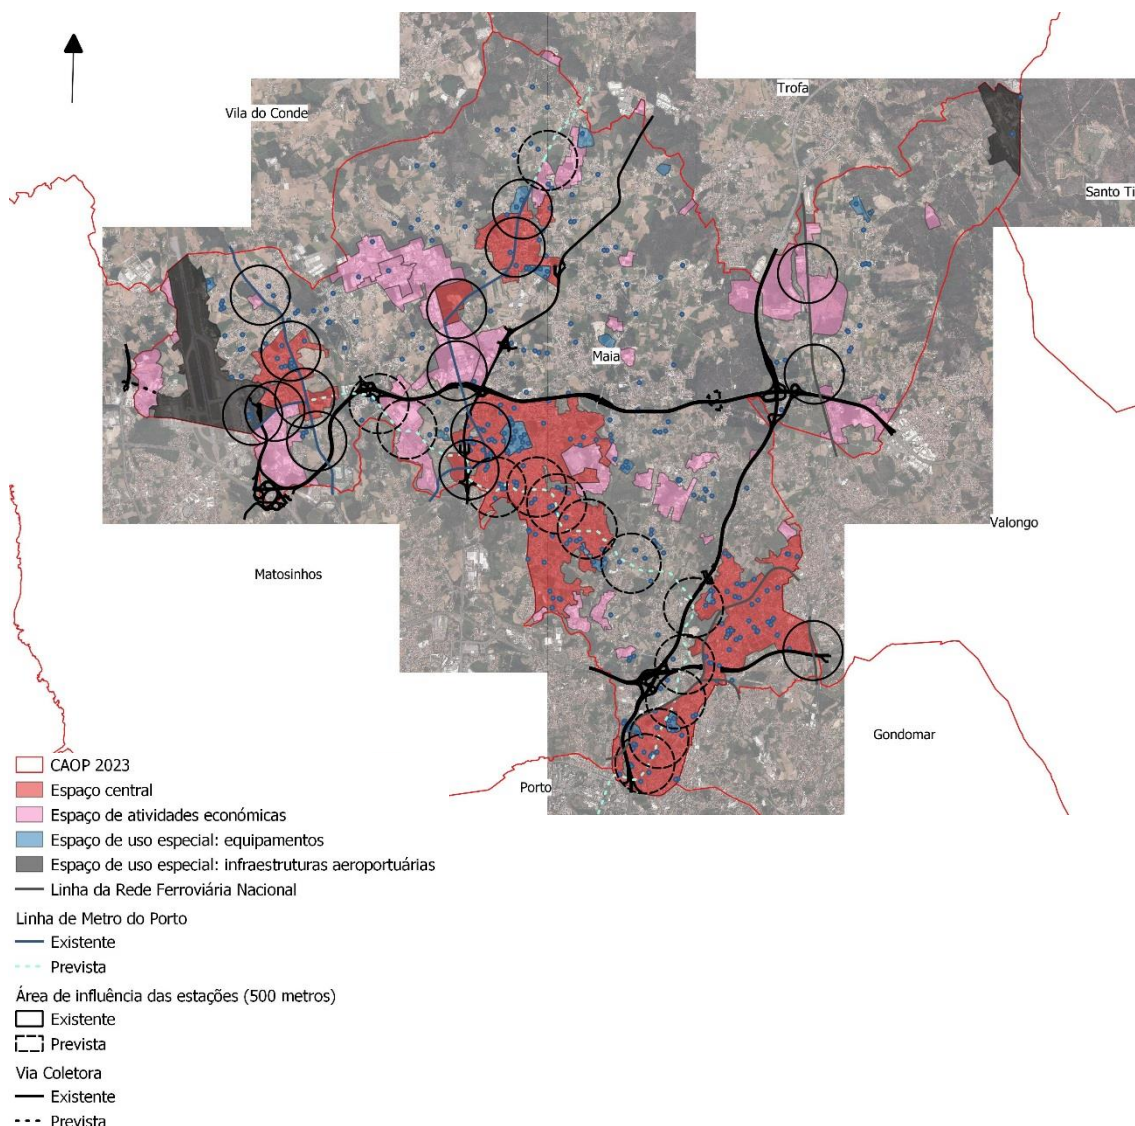 Trofa
Vila do Conde
Santo Ti
Maia
Valongo
Matosinhos
Gondomar
Porto
CAOP 2023
Espaço central
Espaço de atividades económicas
Espaço de uso especial: equipamentos
Espaço de uso especial: infraestruturas aeroportuárias
Linha da Rede Ferroviária Nacional
Linha de Metro do Porto
Existente
Prevista
Área de influência das estações (500 metros)
Existente
Prevista
Via Coletora
Existente
Prevista